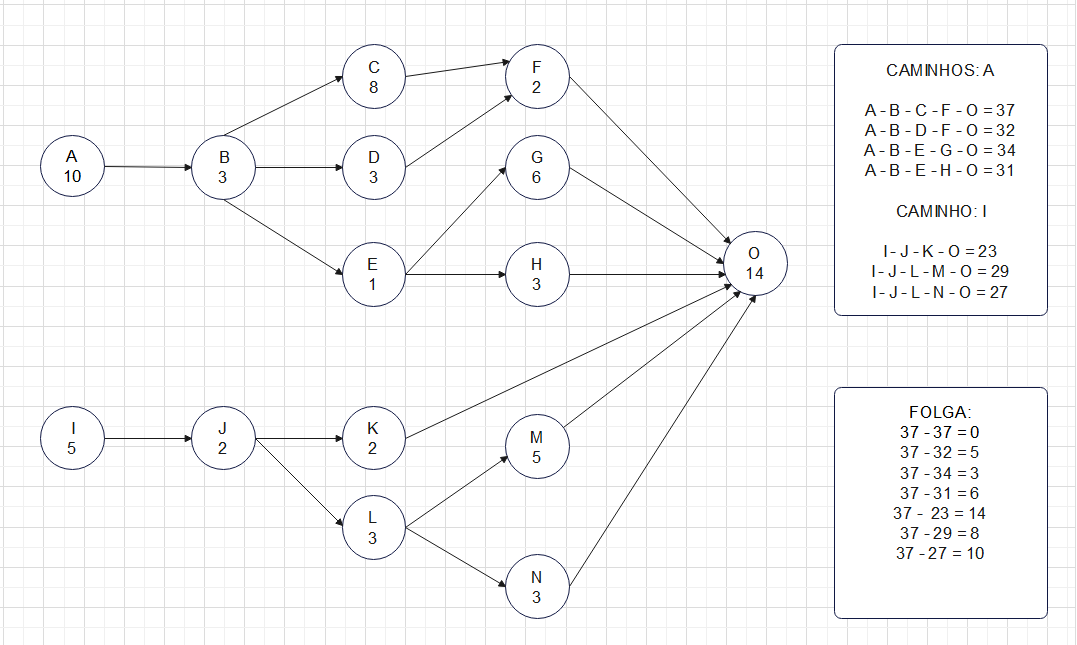 C
8
F
2
A
10
B
3
D
3
G
6
E
1
H
3
O
14
I
5
J
2
K
2
M
5
L
3
N
3
CAMINHOS: A
A - B - C - F - O = 37
A - B - D - F - O = 32
A - B - E - G - O = 34
A - B - E - H - O = 31
CAMINHO: I
I - J - K - O = 23
I - J - L - M - O = 29
I - J - L - N - O = 27
FOLGA:
37 - 37 = 0
37 - 32 = 5
37 - 34 = 3
37 - 31 = 6
37 - 23 = 14
37 - 29 = 8
37 - 27 = 10